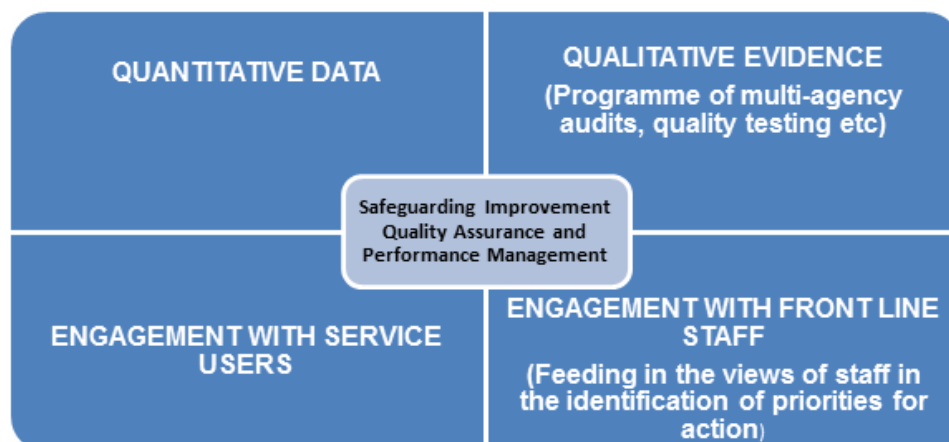 QUANTITATIVE DATA
QUALITATIVE EVIDENCE
(Programme of multi-agency
audits, quality testing etc)
Safeguarding Improvement
Quality Assurance and
Performance Management
ENGAGEMENT WITH SERVICE
USERS
ENGAGEMENT WITH FRONT LINE
STAFF
(Feeding in the views of staff in
the identification of priorities for
action)